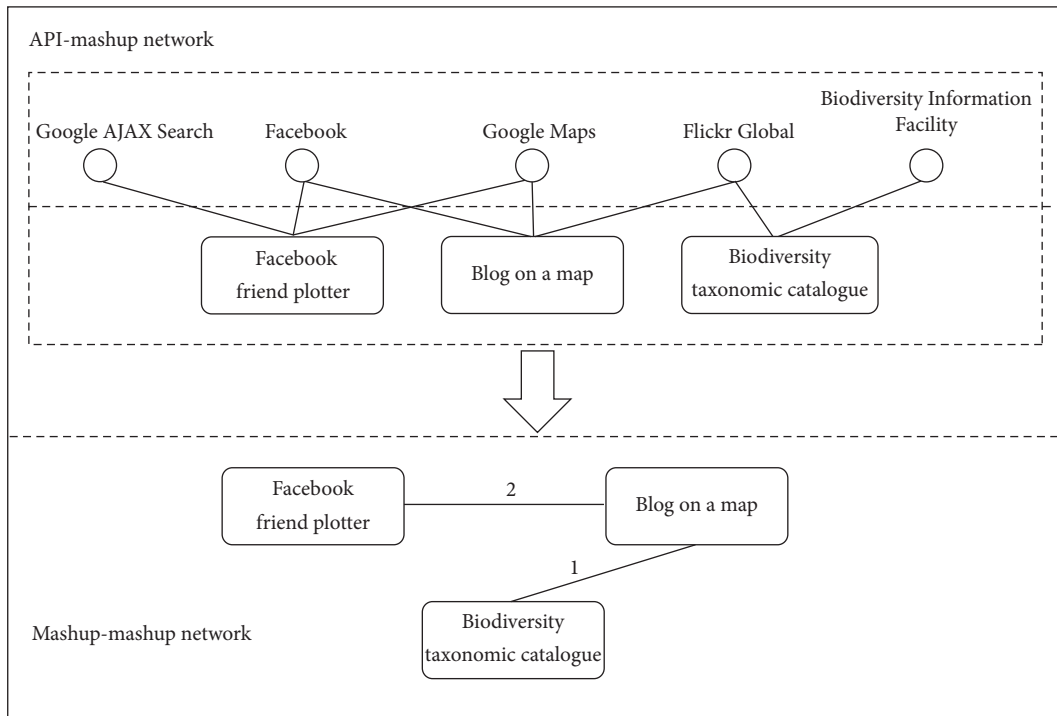 API-mashup network
Biodiversity Information
Facility
Google AJAX Search
Facebook
Google Maps
Flickr Global
Facebook
friend plotter
Blog on a map
Biodiversity
taxonomic catalogue
Facebook
friend plotter
2
Blog on a map
1
Biodiversity
taxonomic catalogue
Mashup-mashup network